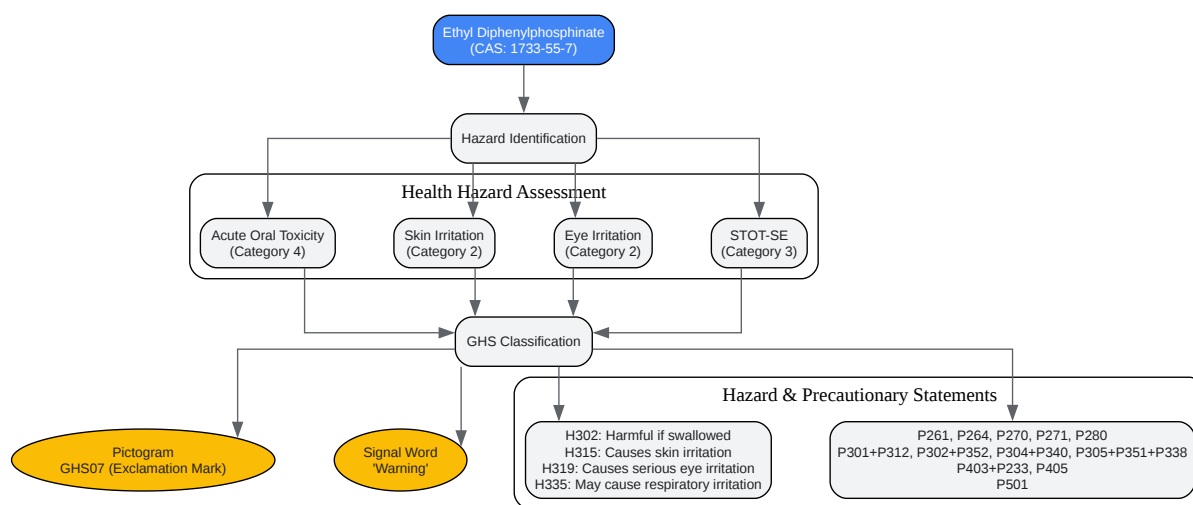 Ethyl Diphenylphosphinate
(CAS: 1733-55-7)
Hazard Identification
Health Hazard Assessment
Acute Oral Toxicity
(Category 4)
Skin Irritation
(Category 2)
Eye Irritation
(Category 2)
STOT-SE
(Category 3)
GHS Classification
Hazard & Precautionary Statements
Pictogram
GHS07 (Exclamation Mark)
Signal Word
'Warning'
H302: Harmful if swallowed
H315: Causes skin irritation
H319: Causes serious eye irritation
H335: May cause respiratory irritation
P261, P264, P270, P271, P280
P301+P312, P302+P352, P304+P340, P305+P351+P338
P403+P233, P405
P501